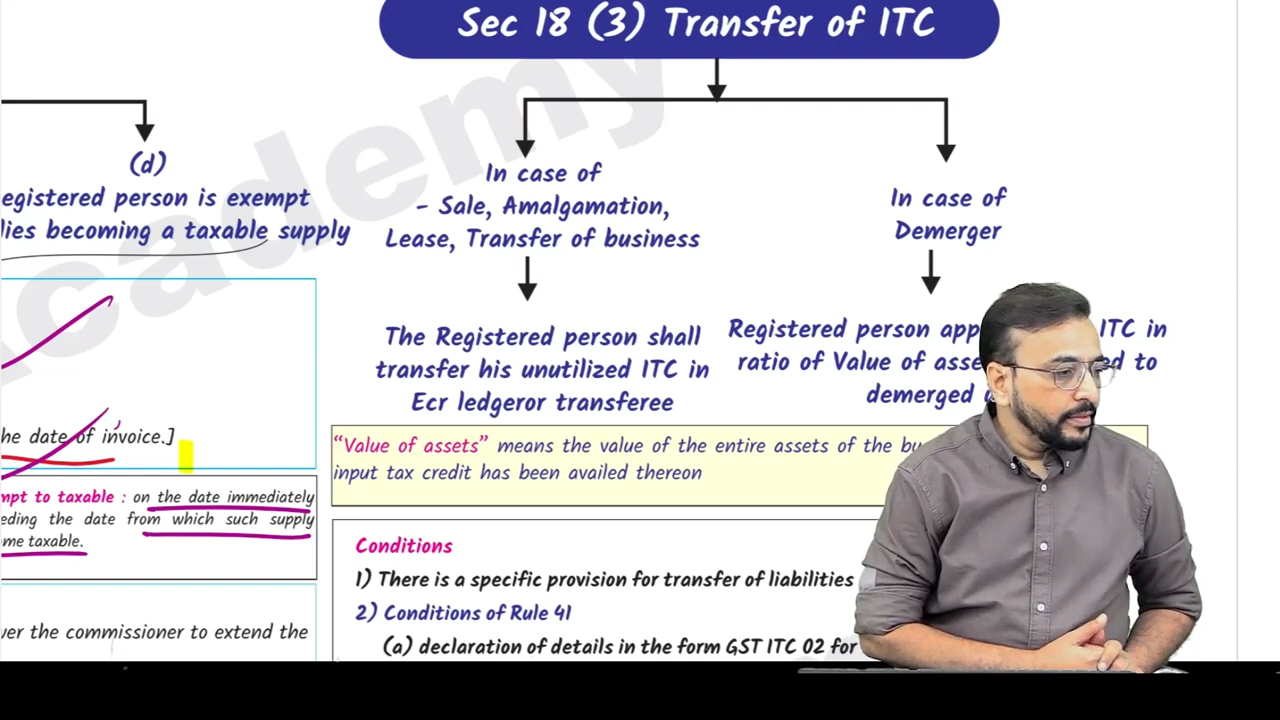 Sec 18 (3) Transfer of ITC
Academy
(d)
egistered person is exempt
lies becoming a taxable supply
he date of invoice.]
mpt to taxable : on the date immediately
eding the date from which such supply
me taxable.
ver the commissioner to extend the
In case of
- Sale, Amalgamation,
Lease, Transfer of business
The Registered person shall
transfer his unutilized ITC in
Ecr ledgeror transferee
In case of
Demerger
Registered person app ITC in
ratio of Value of asse ed to
demerged
“Value of assets” means the value of the entire assets of the bu
input tax credit has been availed thereon
Conditions
1) There is a specific provision for transfer of liabilities
2) Conditions of Rule 41
(a) declaration of details in the form GST ITC 02 for